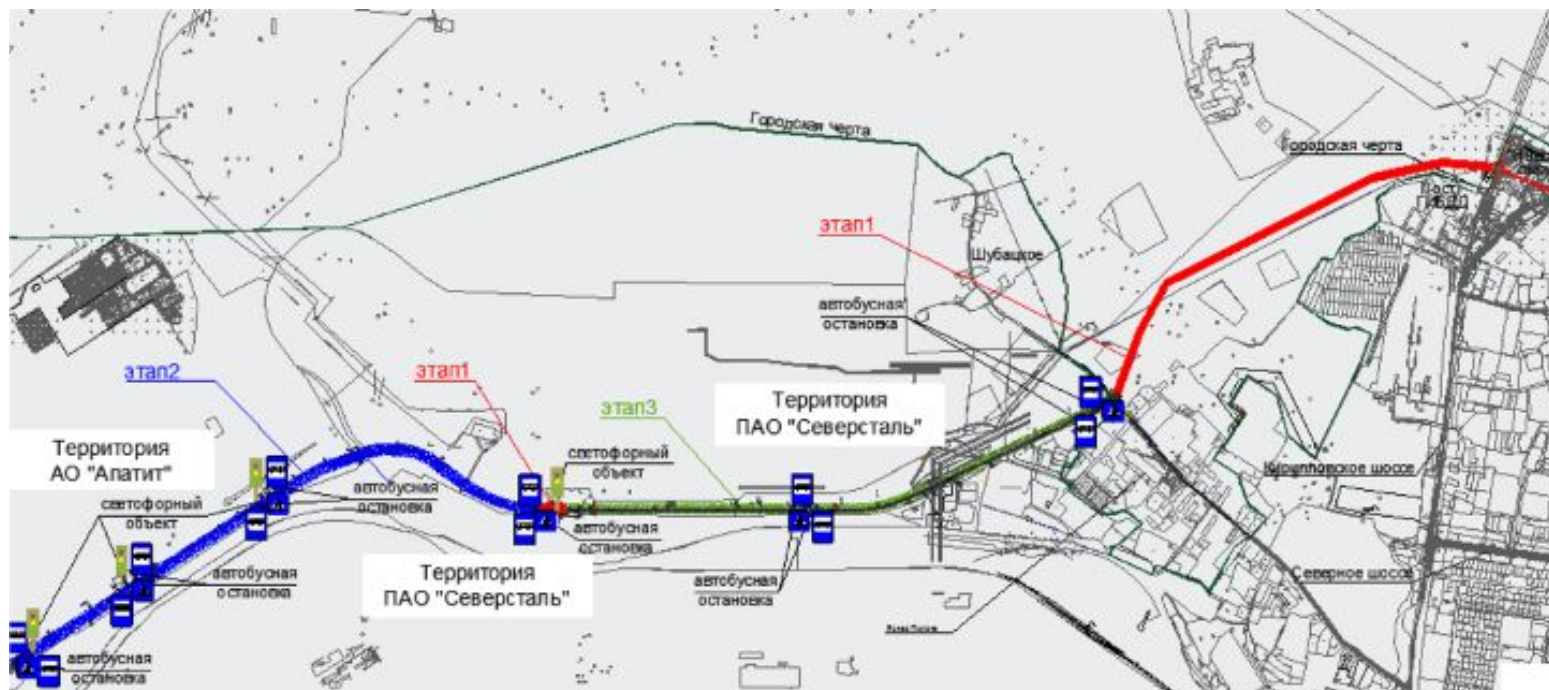 Городская черта
Городская черта
Пост
ГИБДД
этап1
Шубацкое
автобусная
остановка
этап2
этап1
этап3
Территория
ПАО "Северсталь"
Территория
АО "Апатит"
светофорный
объект
автобусная
остановка
светофорный
объект
Кирилловское шоссе
автобусная
остановка
Территория
ПАО "Северсталь"
автобусная
остановка
автобусная
остановка
Северное шоссе
автобусная
остановка